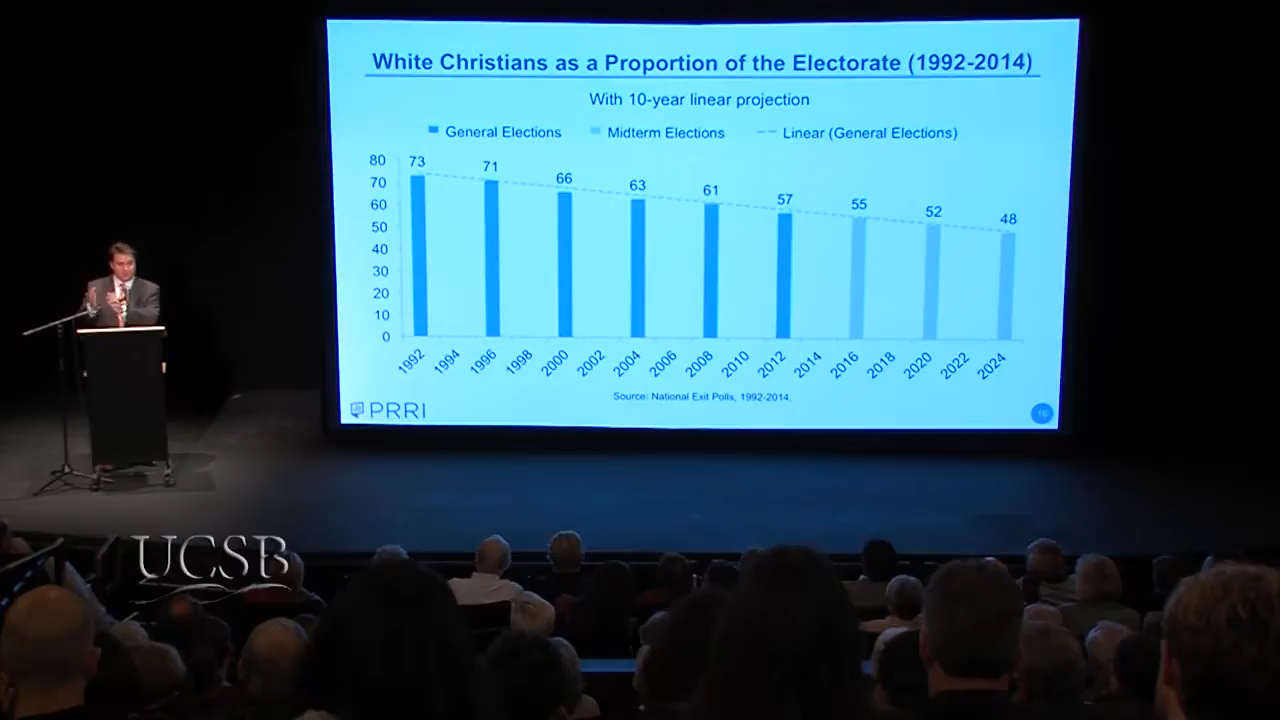 White Christians as a Proportion of the Electorate (1992-2014)
With 10-year linear projection
General Elections Midterm Elections Linear (General Elections)
80
70
60
50
40
30
20
10
0
73 71 66 63 61 57 55 52 48
1992 1994 1996 1998 2000 2002 2004 2006 2008 2010 2012 2014 2016 2018 2020 2022 2024
Source: National Exit Polls, 1992-2014.
PRRI
16
UCSB